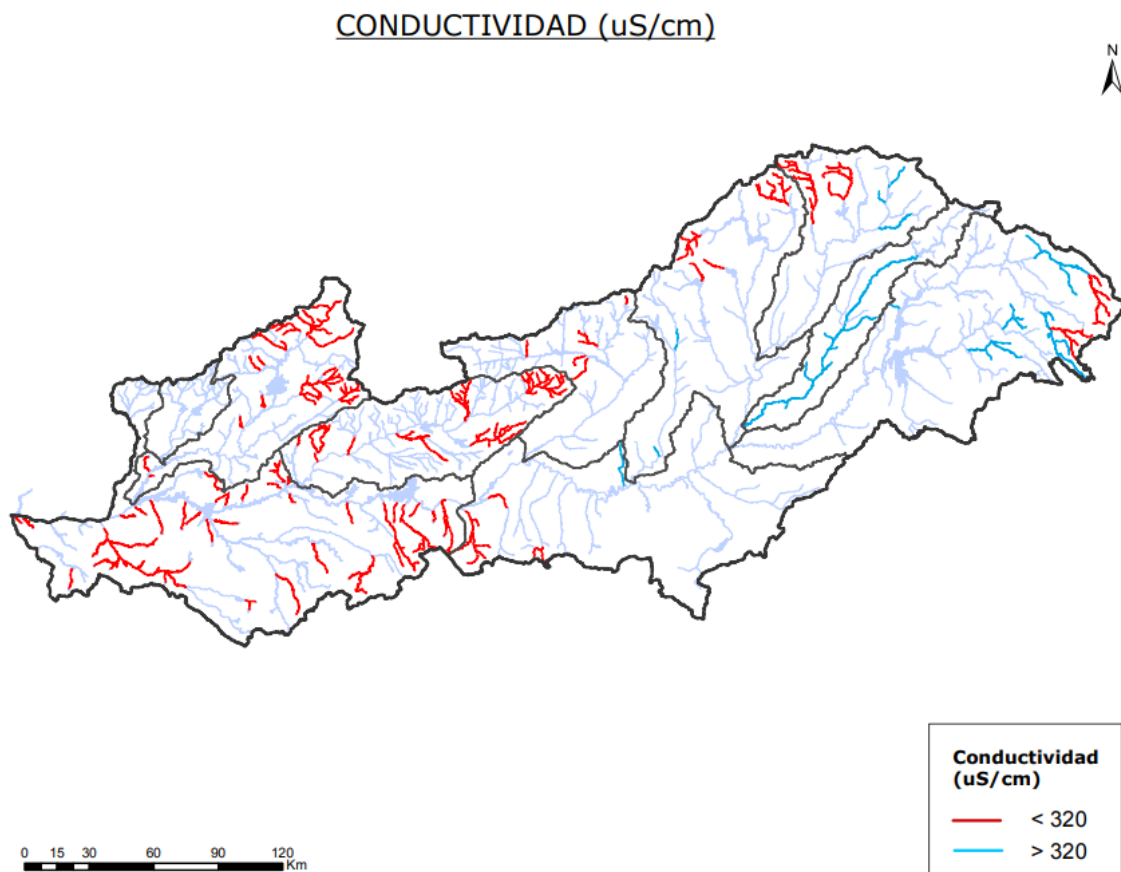 CONDUCTIVIDAD (uS/cm)
N
Conductividad
(uS/cm)
< 320
> 320
0 15 30 60 90 120
Km